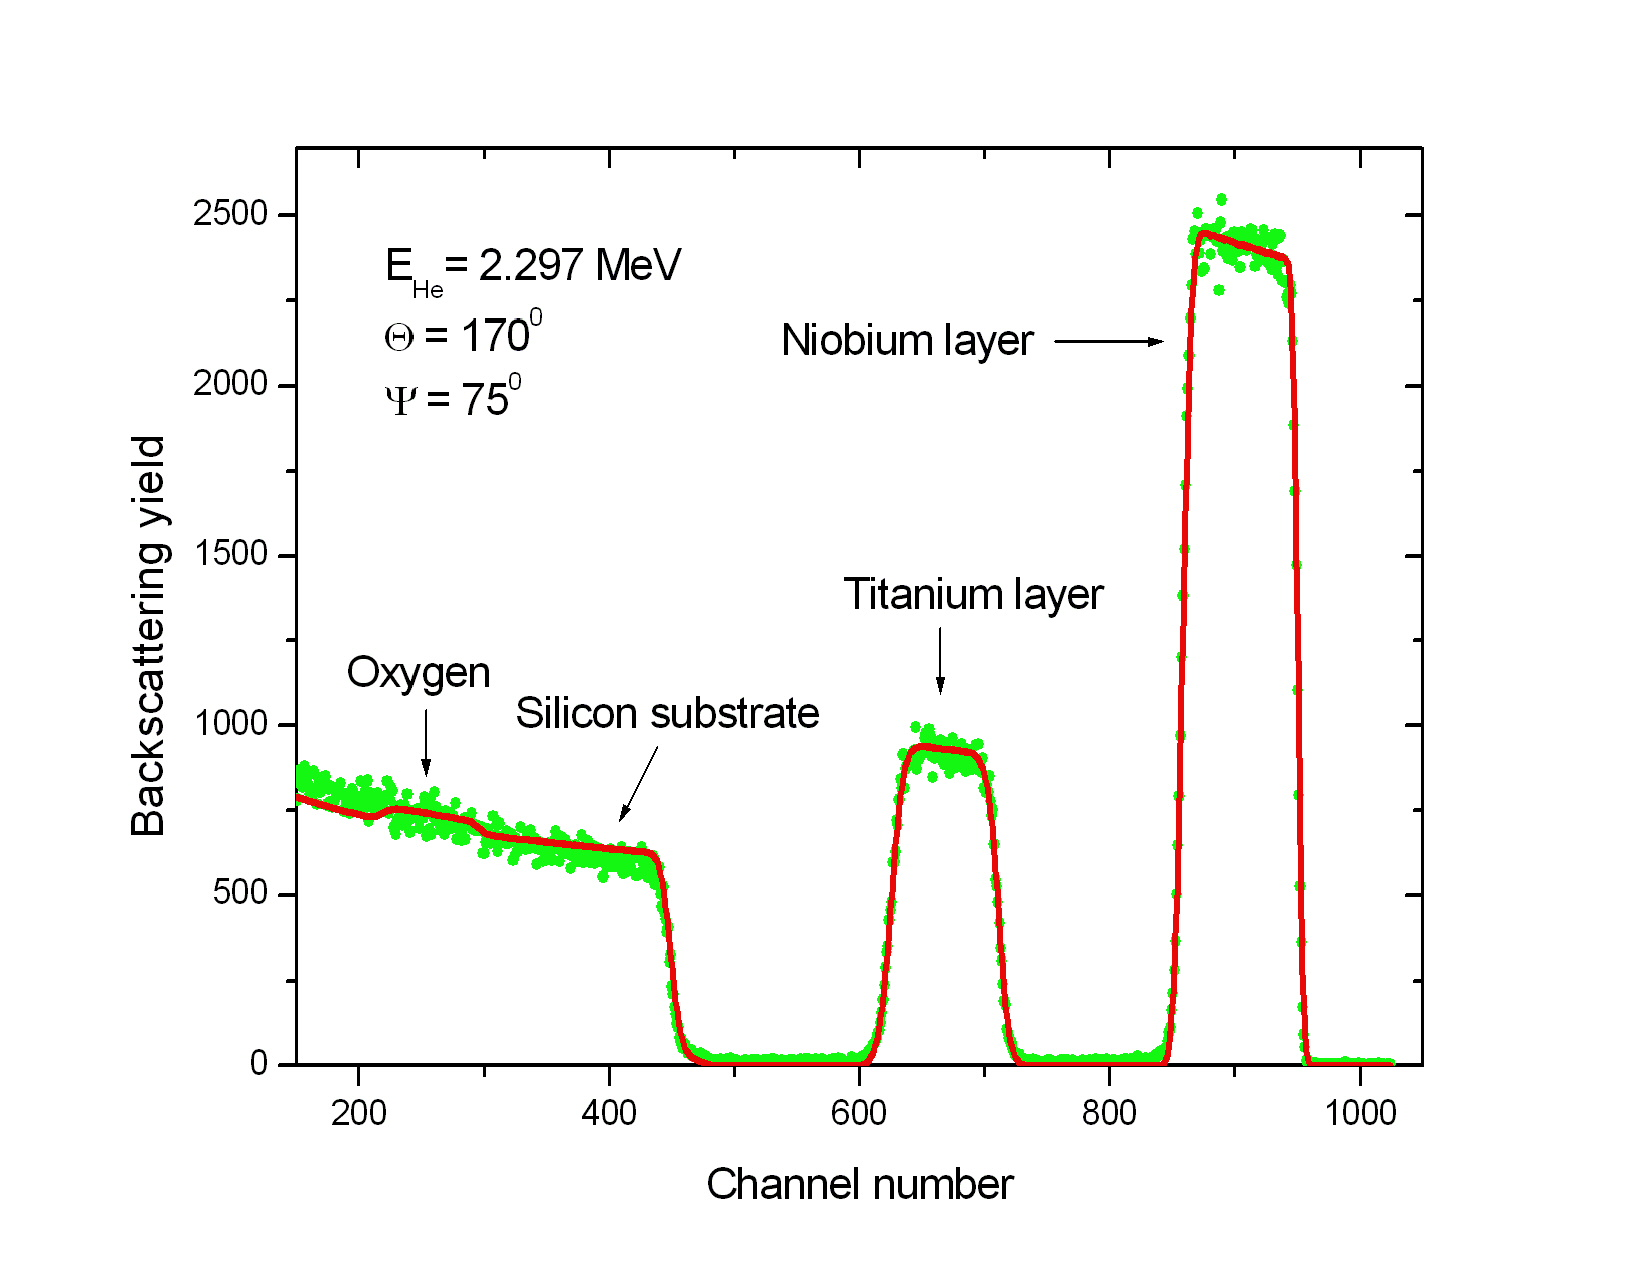 2500
2000
1500
1000
500
0
Backscattering yield
E_He = 2.297 MeV
Θ = 170⁰
Ψ = 75⁰
Niobium layer
Titanium layer
Oxygen
Silicon substrate
200 400 600 800 1000
Channel number